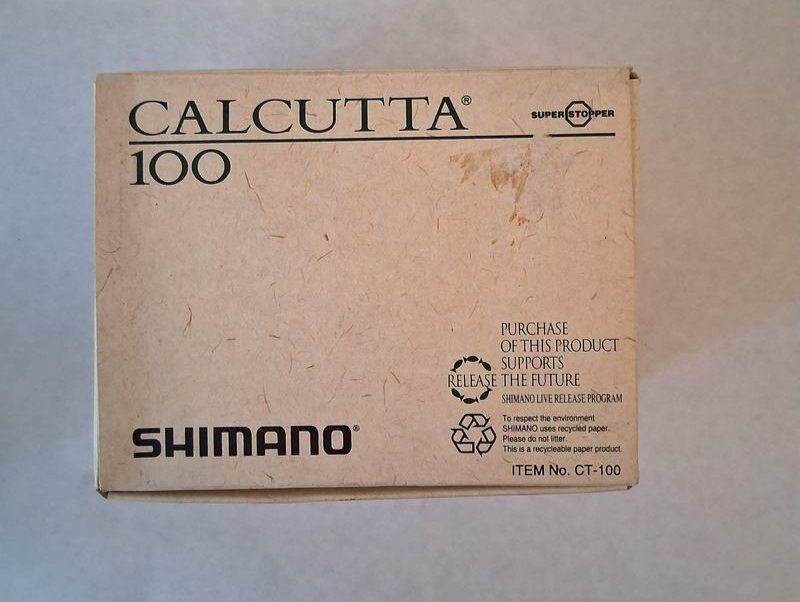 CALCUTTA®
SUPER STOPPER
100
PURCHASE
OF THIS PRODUCT
SUPPORTS
RELEASE THE FUTURE
SHIMANO LIVE RELEASE PROGRAM
SHIMANO®
To respect the environment
SHIMANO uses recycled paper.
Please do not litter.
This is a recycleable paper product.
ITEM No. CT-100